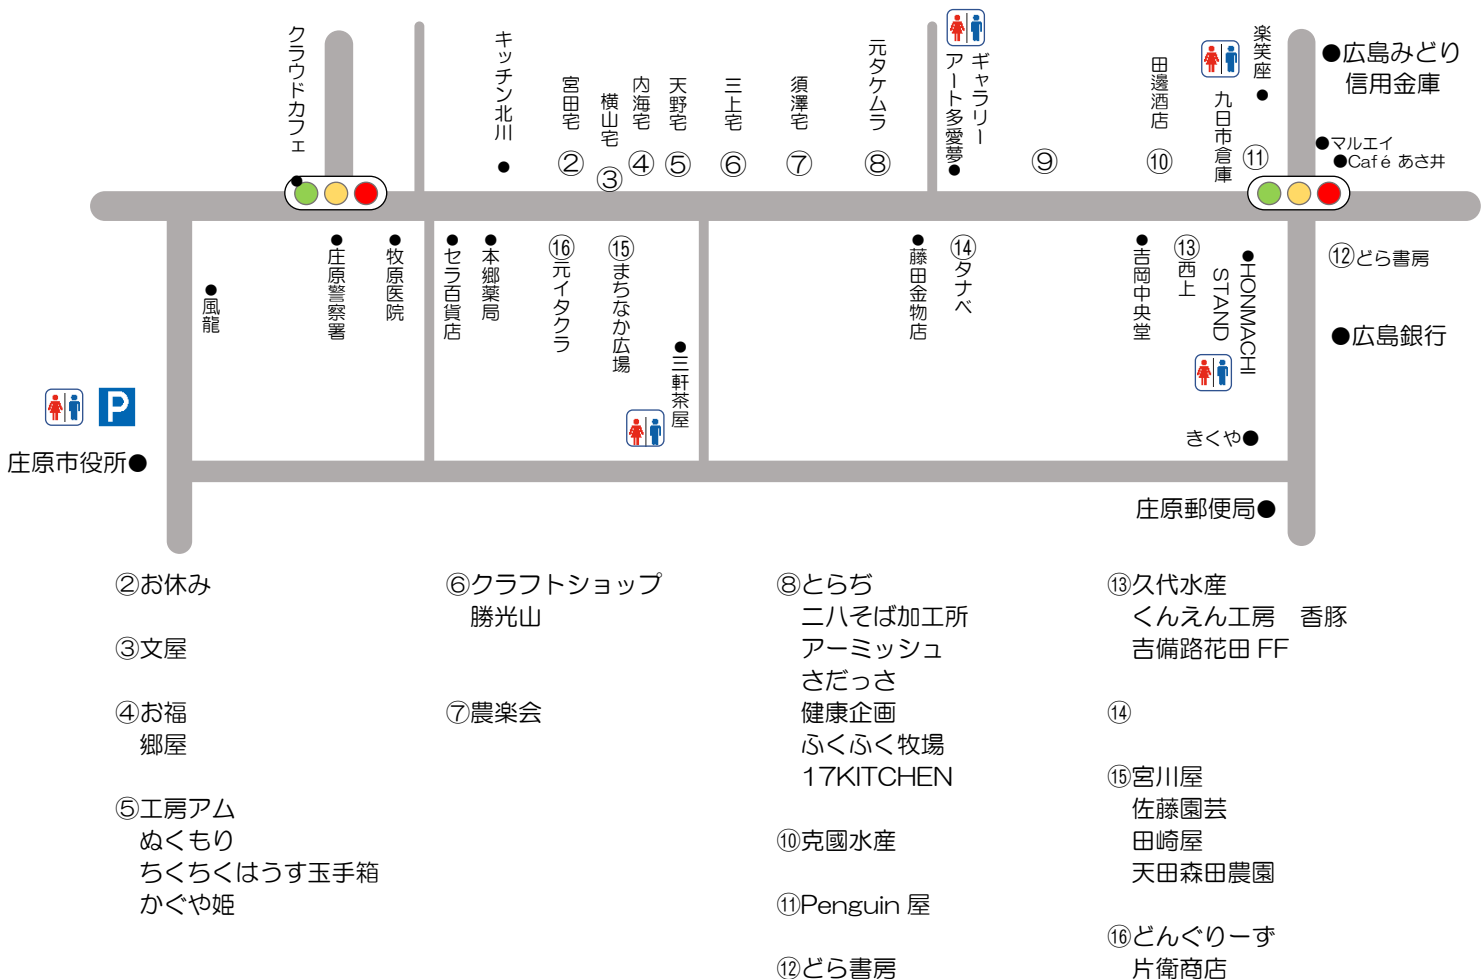 クラウドカフェ
キッチン北川
宮田宅
②
横山宅
③
内海宅
④
天野宅
⑤
三上宅
⑥
須澤宅
⑦
元タケムラ
⑧
ギャラリー
アート多愛夢
⑨
田邊酒店
⑩
九日市倉庫
楽笑座
⑪
●広島みどり
信用金庫
●マルエイ
●Café あさ井
風龍
庄原警察署
牧原医院
セラ百貨店
本郷薬局
⑯元イタクラ
⑮まちなか広場
三軒茶屋
藤田金物店
⑭タナベ
吉岡中央堂
⑬西上
HONMACHI
STAND
⑫どら書房
●広島銀行
P
庄原市役所●
きくや●
庄原郵便局●
②お休み
③文屋
④お福
郷屋
⑤工房アム
ぬくもり
ちくちくはうす玉手箱
かぐや姫
⑥クラフトショップ
勝光山
⑦農楽会
⑧とらぢ
二八そば加工所
アーミッシュ
さだっさ
健康企画
ふくふく牧場
17KITCHEN
⑩克國水産
⑪Penguin 屋
⑫どら書房
⑬久代水産
くんえん工房　香豚
吉備路花田 FF
⑭
⑮宮川屋
佐藤園芸
田崎屋
天田森田農園
⑯どんぐりーず
片衛商店